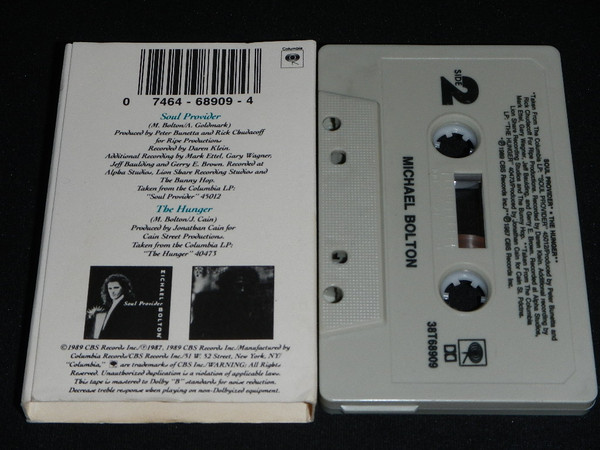 Columbia
0 7464 - 68909 - 4
Soul Provider
(M. Bolton/A. Goldmark)
Produced by Peter Bunetta and Rick Chudacoff
for Ripe Productions
Recorded by Daren Klein.
Additional Recording by Mark Ettel, Gary Wagner,
Jeff Baulding and Gerry E. Brown. Recorded at
Alpha Studios, Lion Share Recording Studios and
The Bunny Hop.
Taken from the Columbia LP:
"Soul Provider" 45012
The Hunger
(M. Bolton/J. Cain)
Produced by Jonathan Cain for
Cain Street Productions.
Taken from the Columbia LP:
"The Hunger" 40473
Soul Provider
MICHAEL BOLTON
©1989 CBS Records Inc./℗1987, 1989 CBS Records Inc./Manufactured by
Columbia Records/CBS Records Inc./51 W. 52 Street, New York, NY/
"Columbia," are trademarks of CBS Inc./WARNING: All Rights
Reserved. Unauthorized duplication is a violation of applicable laws.
This tape is mastered to Dolby "B" standards for noise reduction.
Decrease treble response when playing on non-Dolbyized equipment.
SIDE
2
MICHAEL BOLTON
38T68909
SOUL PROVIDER* • THE HUNGER**